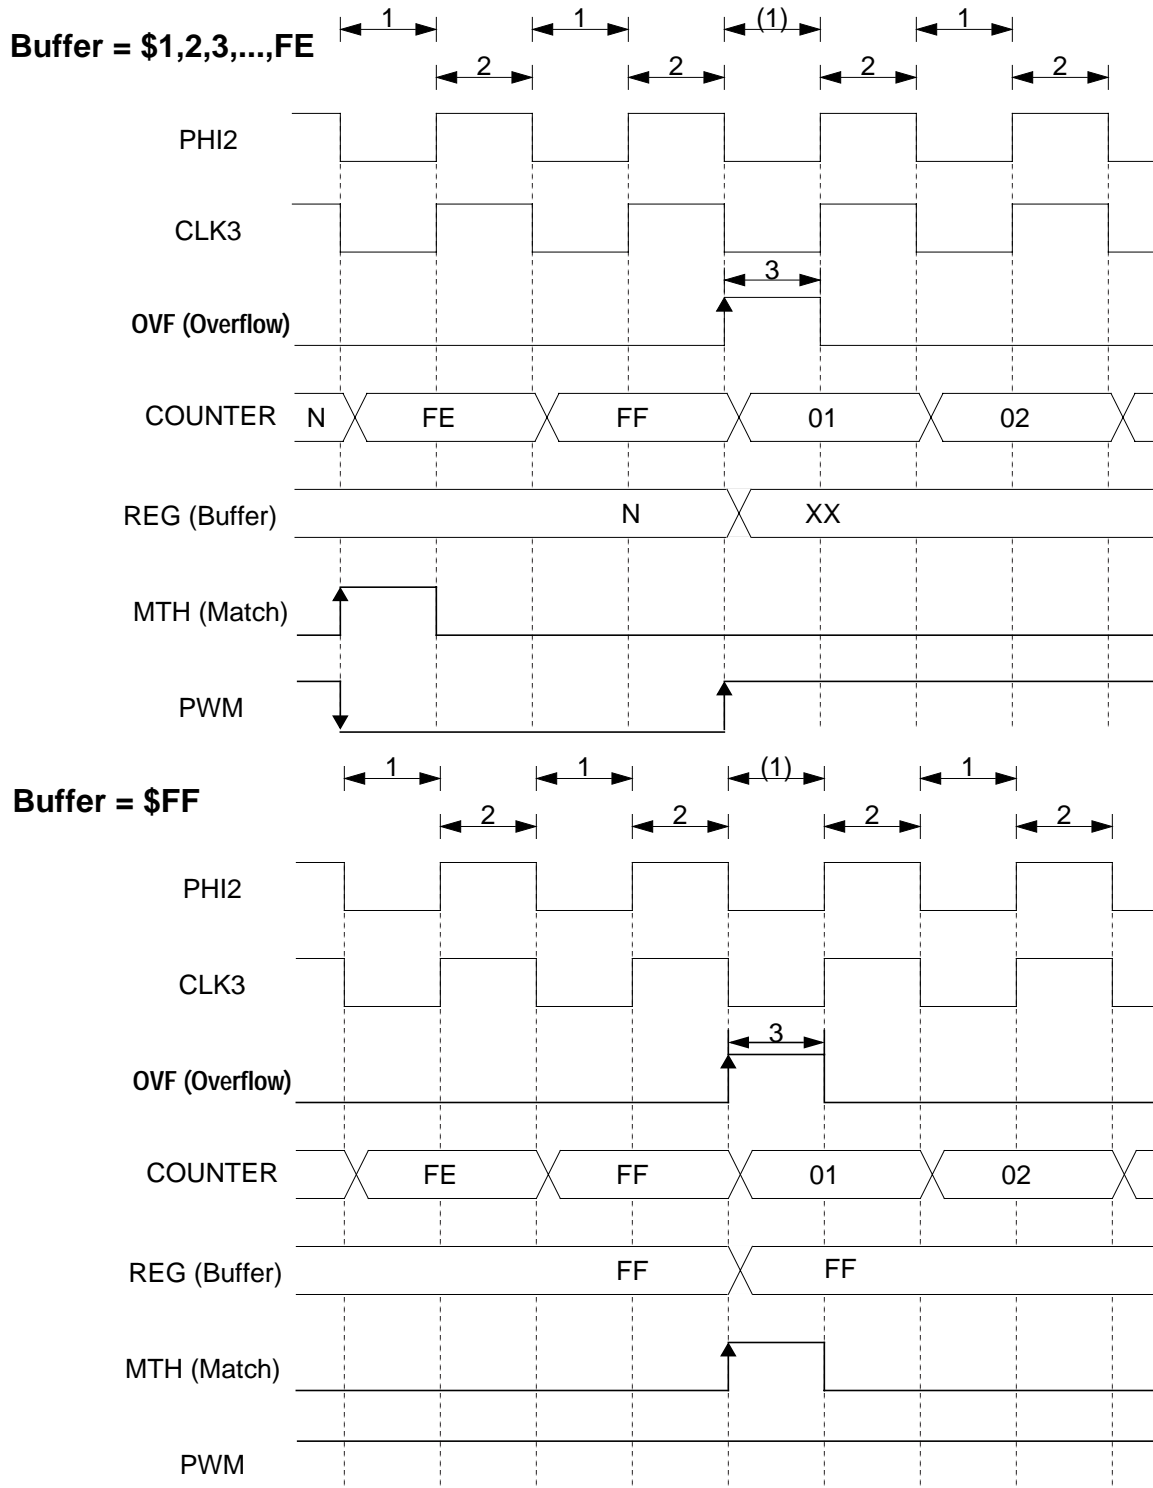 1 1 (1) 1
Buffer = $1,2,3,...,FE
2 2 2 2
PHI2
CLK3
3
OVF (Overflow)
COUNTER N FE FF 01 02
REG (Buffer) N XX
MTH (Match)
PWM
1 1 (1) 1
Buffer = $FF
2 2 2 2
PHI2
CLK3
3
OVF (Overflow)
COUNTER FE FF 01 02
REG (Buffer) FF FF
MTH (Match)
PWM